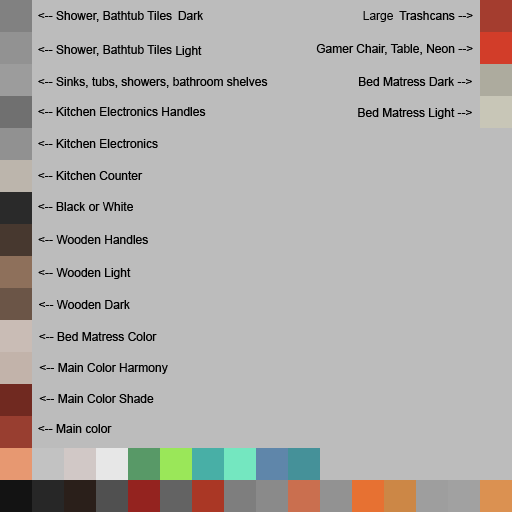 <-- Shower, Bathtub Tiles Dark
Large Trashcans -->
<-- Shower, Bathtub Tiles Light
Gamer Chair, Table, Neon -->
<-- Sinks, tubs, showers, bathroom shelves
Bed Matress Dark -->
<-- Kitchen Electronics Handles
Bed Matress Light -->
<-- Kitchen Electronics
<-- Kitchen Counter
<-- Black or White
<-- Wooden Handles
<-- Wooden Light
<-- Wooden Dark
<-- Bed Matress Color
<-- Main Color Harmony
<-- Main Color Shade
<-- Main color